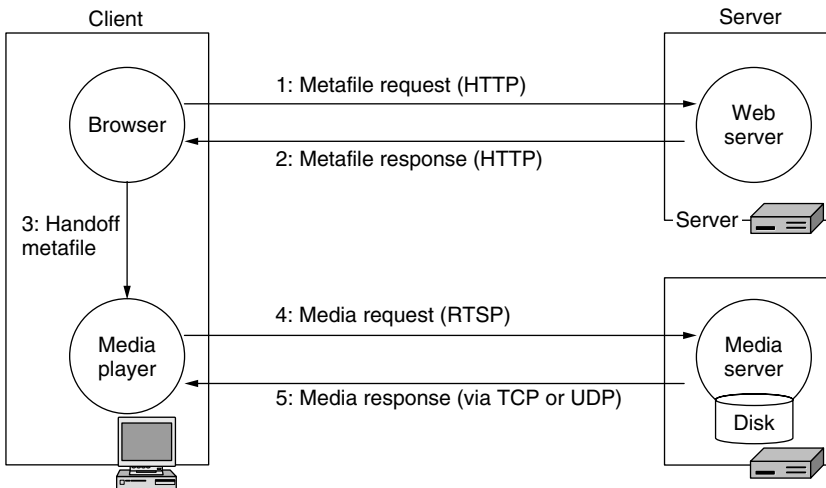 Client
Server
Browser
1: Metafile request (HTTP)
Web
server
2: Metafile response (HTTP)
3: Handoff
metafile
Server
Media
player
4: Media request (RTSP)
Media
server
5: Media response (via TCP or UDP)
Disk